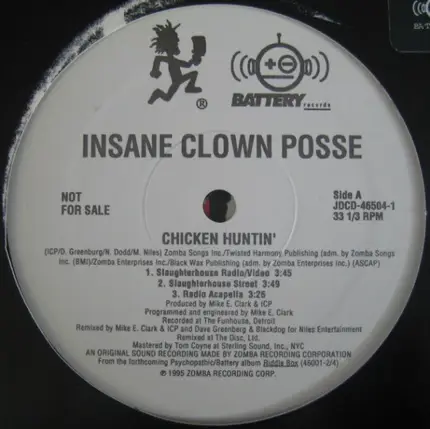 ®
BATTERY records
INSANE CLOWN POSSE
NOT
FOR SALE
Side A
JDCD-46504-1
33 1/3 RPM
CHICKEN HUNTIN'
(ICP/D. Greenburg/N. Dodd/M. Niles) Zomba Songs Inc./Twisted Harmony Publishing (adm. by Zomba Songs
Inc. (BMI)/Zomba Enterprises Inc./Black Wax Publishing (adm. by Zomba Enterprises Inc.) (ASCAP)
1. Slaughterhouse Radio/Video 3:45
2. Slaughterhouse Street 3:49
3. Radio Acapella 3:25
Produced by Mike E. Clark & ICP
Programmed and engineered by Mike E. Clark
Recorded at The Funhouse, Detroit
Remixed by Mike E. Clark & ICP and Dave Greenberg & Blackdog for Niles Entertainment
Remixed at The Disc, Ltd.
Mastered by Tom Coyne at Sterling Sound, Inc., NYC
AN ORIGINAL SOUND RECORDING MADE BY ZOMBA RECORDING CORPORATION
From the forthcoming Psychopathic/Battery album Riddle Box (46001-2/4)
© 1995 ZOMBA RECORDING CORP.